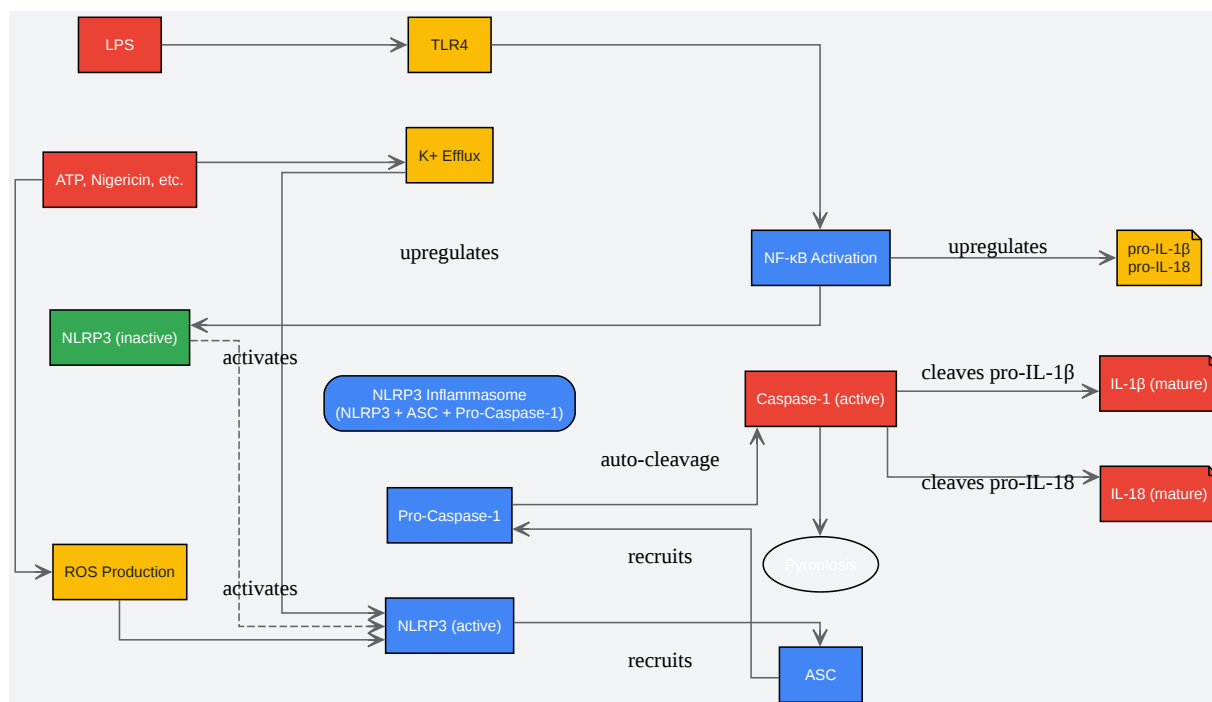 LPS
TLR4
K+ Efflux
ATP, Nigericin, etc.
upregulates
NF-κB Activation
upregulates
pro-IL-1β
pro-IL-18
NLRP3 (inactive)
activates
NLRP3 Inflammasome
(NLRP3 + ASC + Pro-Caspase-1)
Caspase-1 (active)
cleaves pro-IL-1β
IL-1β (mature)
auto-cleavage
cleaves pro-IL-18
IL-18 (mature)
Pro-Caspase-1
recruits
Pyroptosis
ROS Production
activates
NLRP3 (active)
recruits
ASC